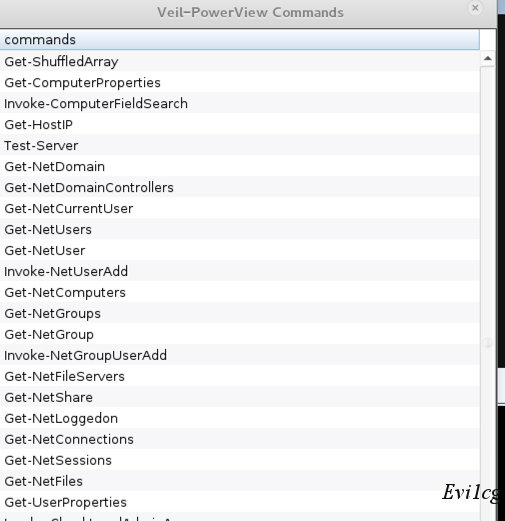 Veil-PowerView Commands
commands
Get-ShuffledArray
Get-ComputerProperties
Invoke-ComputerFieldSearch
Get-HostIP
Test-Server
Get-NetDomain
Get-NetDomainControllers
Get-NetCurrentUser
Get-NetUsers
Get-NetUser
Invoke-NetUserAdd
Get-NetComputers
Get-NetGroups
Get-NetGroup
Invoke-NetGroupUserAdd
Get-NetFileServers
Get-NetShare
Get-NetLoggedon
Get-NetConnections
Get-NetSessions
Get-NetFiles
Evi1cg
Get-UserProperties